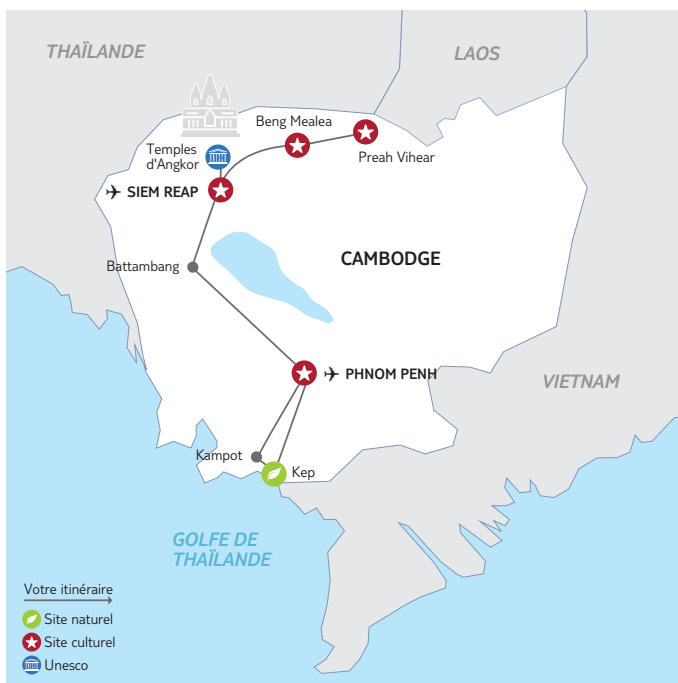 THAÏLANDE
LAOS
Beng Mealea
Temples
d'Angkor
Preah Vihear
SIEM REAP
CAMBODGE
Battambang
PHNOM PENH
VIETNAM
Kampot
Kep
GOLFE DE
THAÏLANDE
Votre itinéraire
Site naturel
Site culturel
Unesco